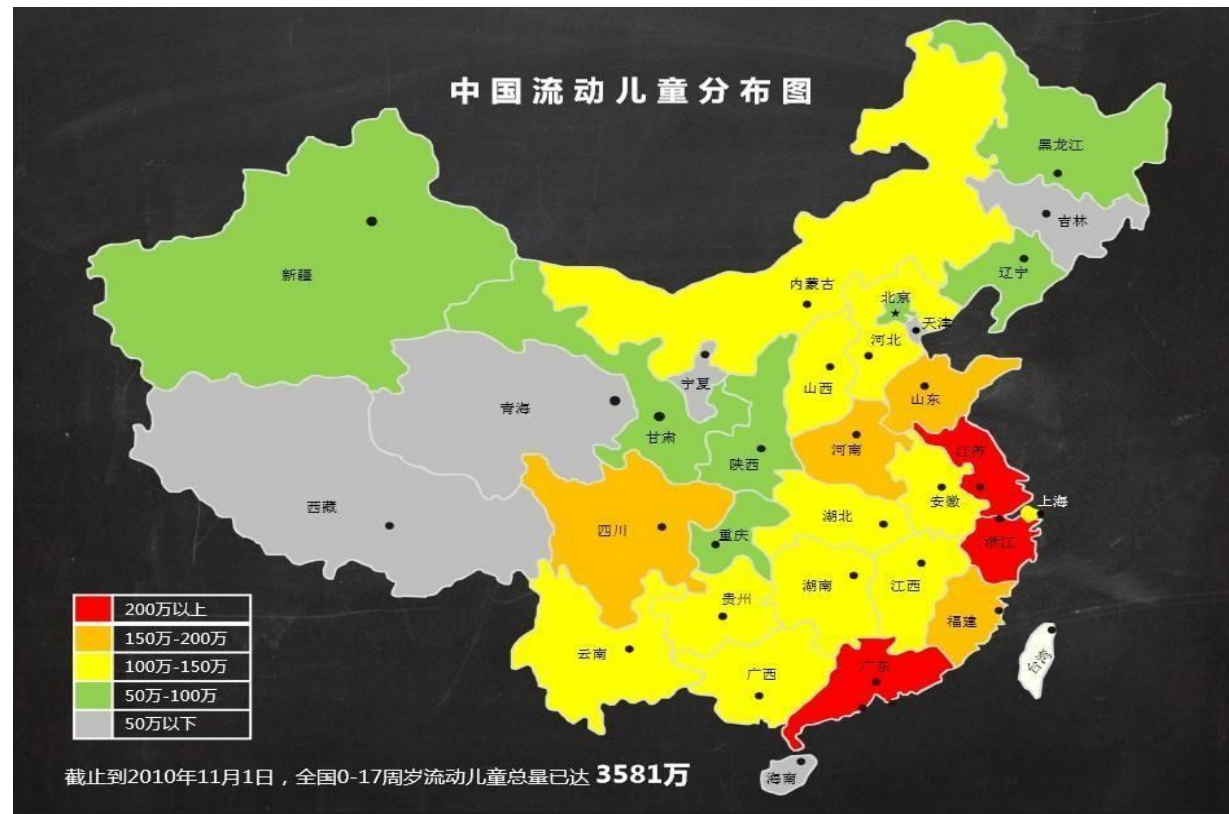 中国流动儿童分布图
黑龙江
吉林
辽宁
新疆
内蒙古
北京
天津
河北
宁夏
山西
山东
青海
甘肃
陕西
河南
江苏
西藏
四川
重庆
湖北
安徽
上海
浙江
湖南
江西
贵州
福建
云南
广西
广东
台湾
海南
200万以上
150万-200万
100万-150万
50万-100万
50万以下
截止到2010年11月1日，全国0-17周岁流动儿童总量已达 3581万